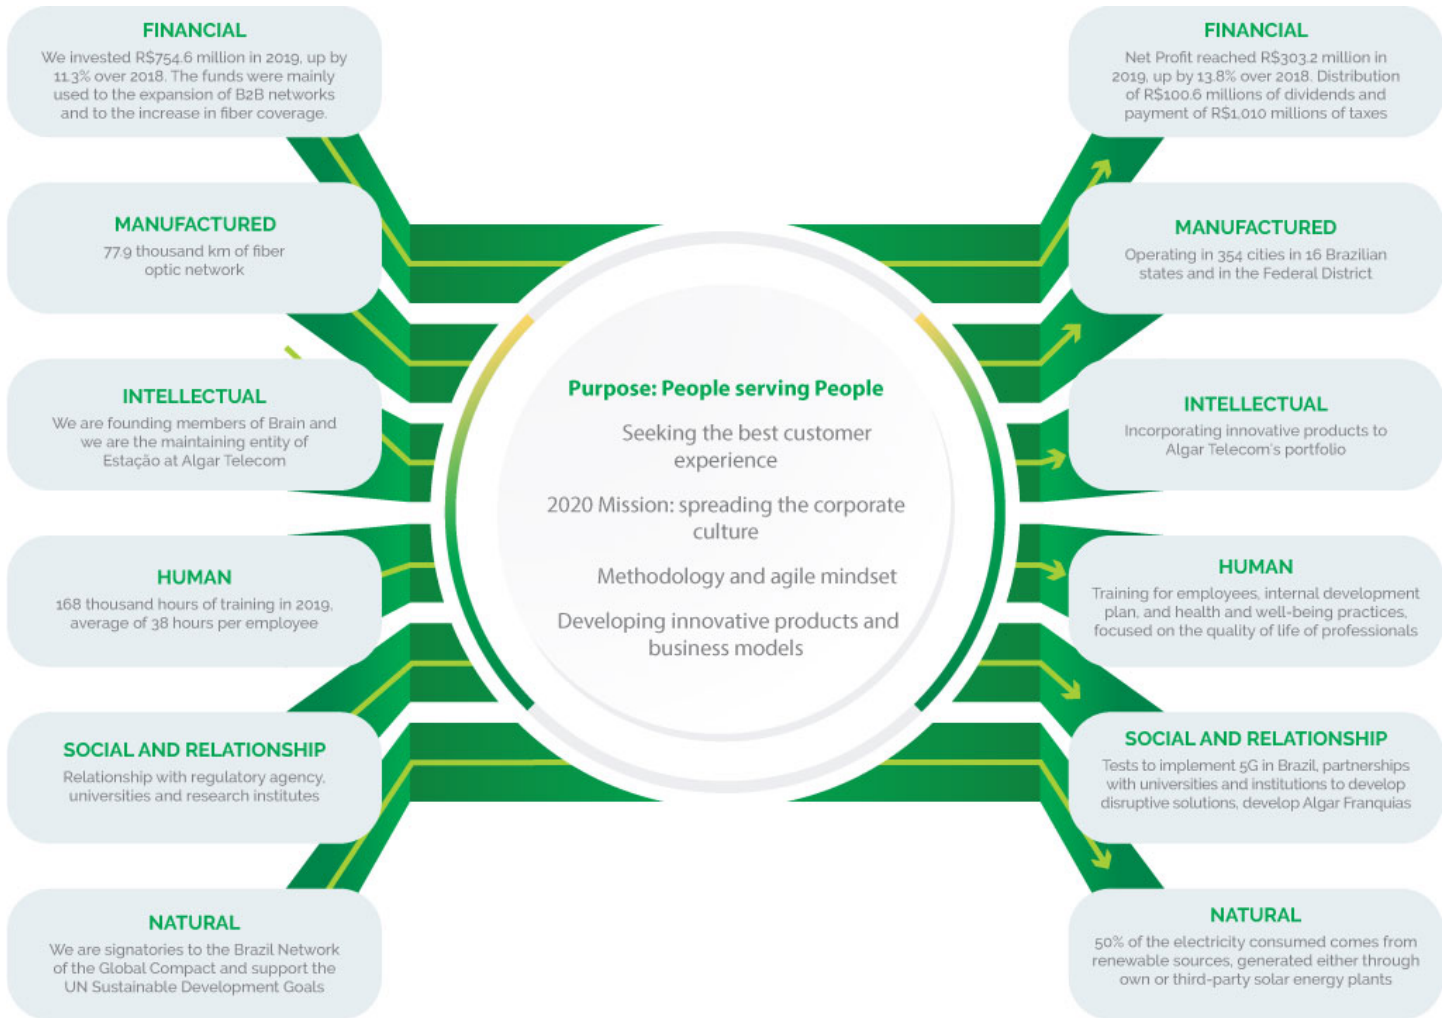 FINANCIAL
We invested R$754.6 million in 2019, up by
11.3% over 2018. The funds were mainly
used to the expansion of B2B networks
and to the increase in fiber coverage.
MANUFACTURED
77.9 thousand km of fiber
optic network
INTELLECTUAL
We are founding members of Brain and
we are the maintaining entity of
Estação at Algar Telecom
HUMAN
168 thousand hours of training in 2019,
average of 38 hours per employee
SOCIAL AND RELATIONSHIP
Relationship with regulatory agency,
universities and research institutes
NATURAL
We are signatories to the Brazil Network
of the Global Compact and support the
UN Sustainable Development Goals
Purpose: People serving People
Seeking the best customer
experience
2020 Mission: spreading the corporate
culture
Methodology and agile mindset
Developing innovative products and
business models
FINANCIAL
Net Profit reached R$303.2 million in
2019, up by 13.8% over 2018. Distribution
of R$100.6 millions of dividends and
payment of R$1,010 millions of taxes
MANUFACTURED
Operating in 354 cities in 16 Brazilian
states and in the Federal District
INTELLECTUAL
Incorporating innovative products to
Algar Telecom's portfolio
HUMAN
Training for employees, internal development
plan, and health and well-being practices,
focused on the quality of life of professionals
SOCIAL AND RELATIONSHIP
Tests to implement 5G in Brazil, partnerships
with universities and institutions to develop
disruptive solutions, develop Algar Franquias
NATURAL
50% of the electricity consumed comes from
renewable sources, generated either through
own or third-party solar energy plants